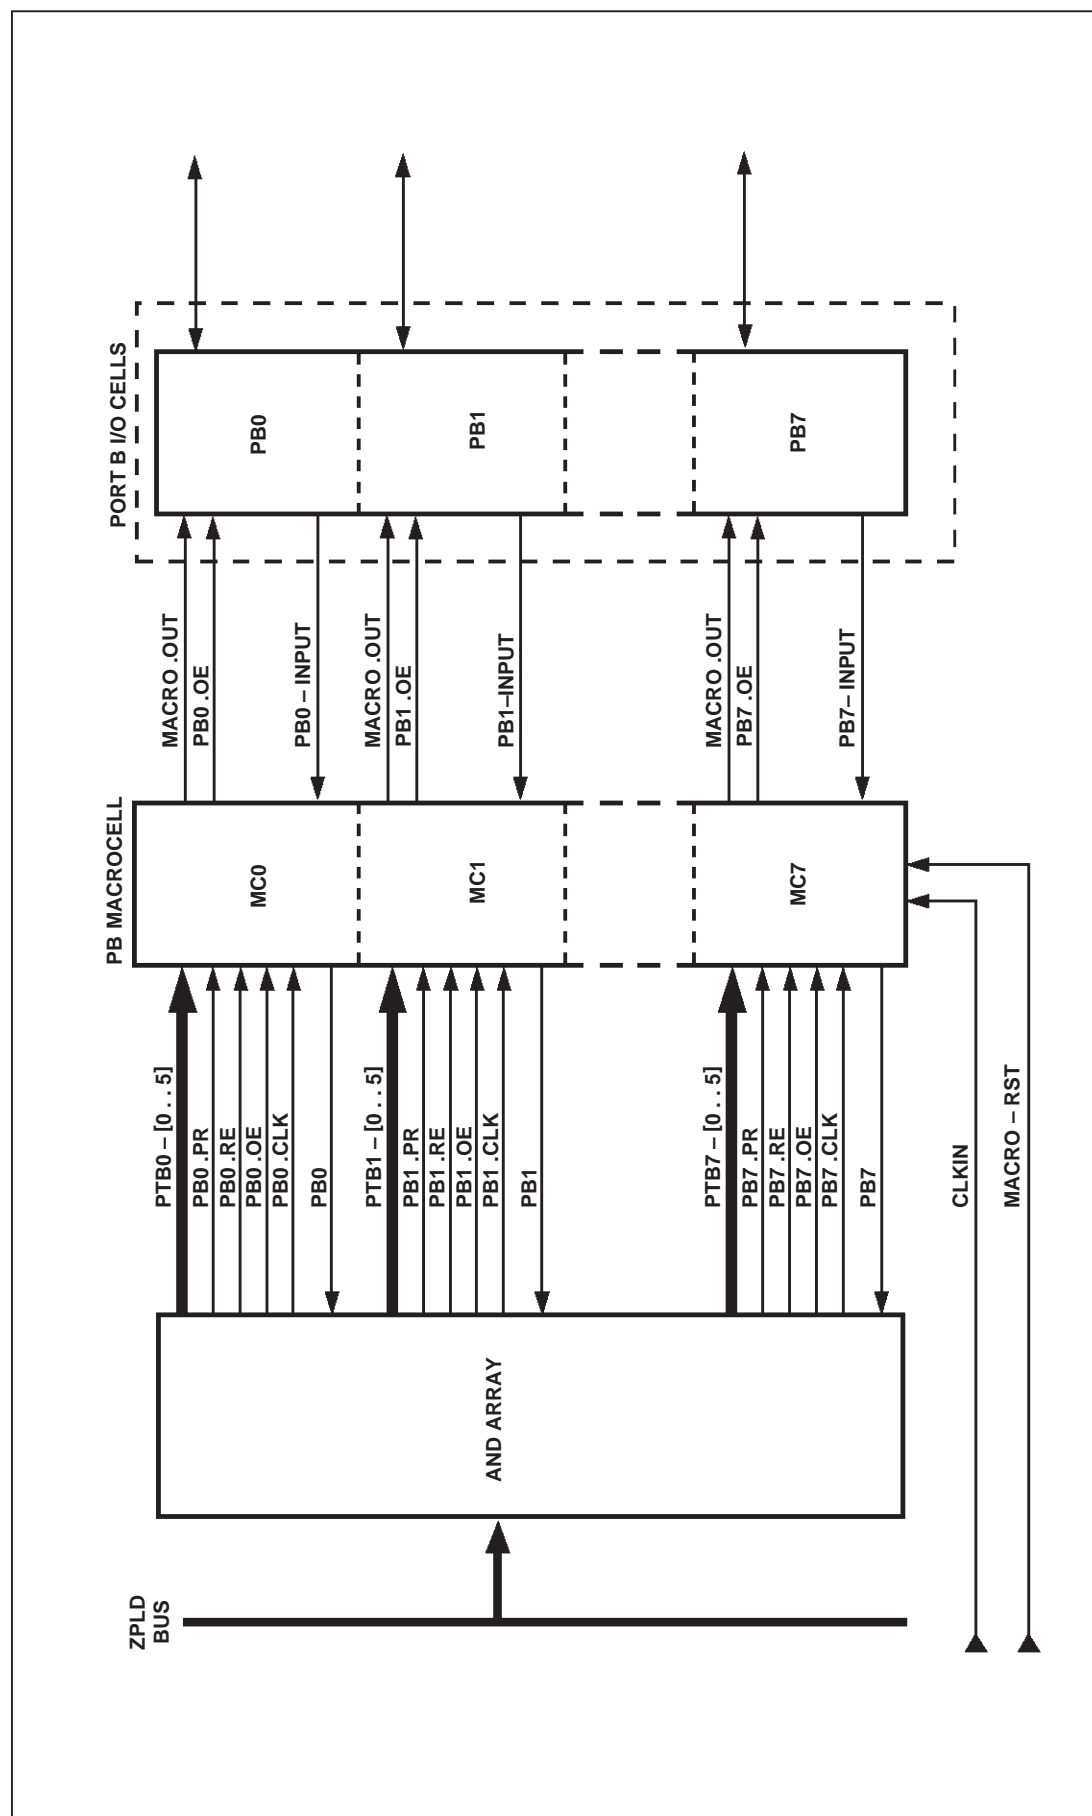 ZPLD
BUS
AND ARRAY
PTB0 – [0 . . . 5]
PB0 .PR
PB0 .RE
PB0 .OE
PB0 .CLK
PB0
PTB1 – [0 . . . 5]
PB1 .PR
PB1 .RE
PB1 .OE
PB1 .CLK
PB1
PTB7 – [0 . . . 5]
PB7 .PR
PB7 .RE
PB7 .OE
PB7 .CLK
PB7
CLKIN
MACRO – RST
PB MACROCELL
MC0
MC1
MC7
MACRO .OUT
PB0 .OE
PB0 – INPUT
MACRO .OUT
PB1 .OE
PB1–INPUT
MACRO .OUT
PB7 .OE
PB7– INPUT
PORT B I/O CELLS
PB0
PB1
PB7